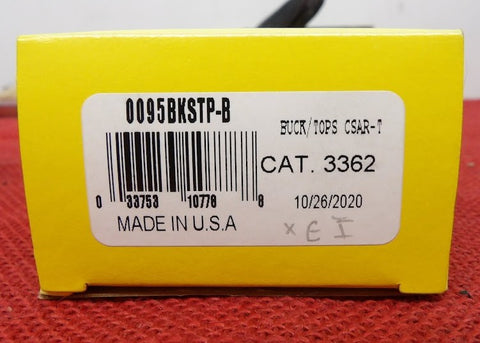 0095BKSTP-B
BUCK/TOPS CSAR-T
CAT. 3362
0 33753 10778 8
10/26/2020
MADE IN U.S.A
x E I